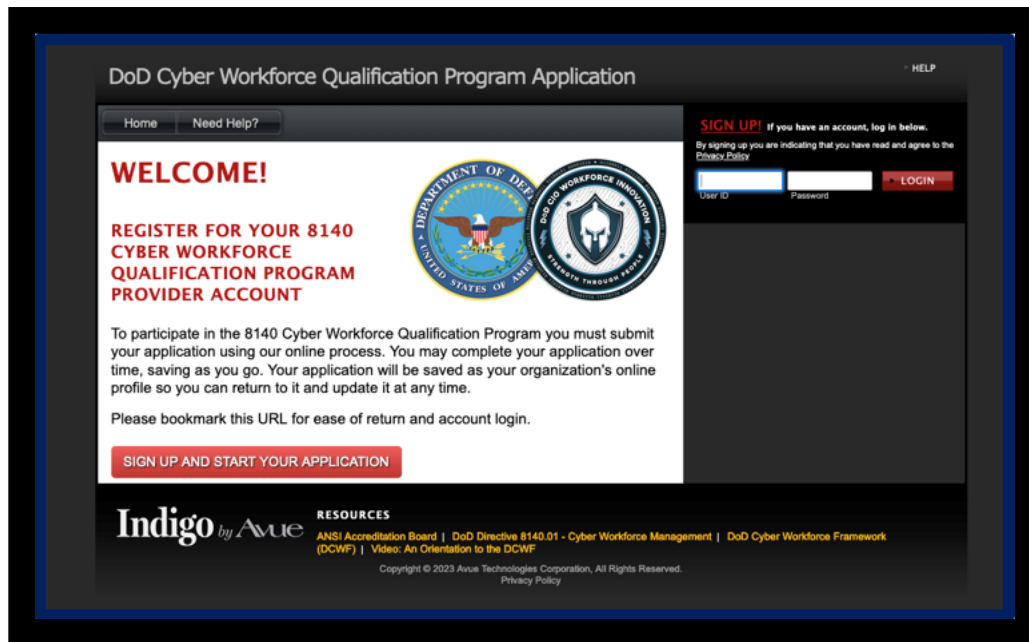 DoD Cyber Workforce Qualification Program Application
HELP
Home Need Help?
SIGN UP! If you have an account, log in below.
By signing up you are indicating that you have read and agree to the
Privacy Policy
LOGIN
User ID Password
WELCOME!
REGISTER FOR YOUR 8140
CYBER WORKFORCE
QUALIFICATION PROGRAM
PROVIDER ACCOUNT
DEPARTMENT OF DEFE
UNITED STATES OF AMER
DoD CIO WORKFORCE INNOVATION
STRENGTH THROUGH PEOPLE
To participate in the 8140 Cyber Workforce Qualification Program you must submit
your application using our online process. You may complete your application over
time, saving as you go. Your application will be saved as your organization's online
profile so you can return to it and update it at any time.
Please bookmark this URL for ease of return and account login.
SIGN UP AND START YOUR APPLICATION
Indigo by Avue
RESOURCES
ANSI Accreditation Board | DoD Directive 8140.01 - Cyber Workforce Management | DoD Cyber Workforce Framework
(DCWF) | Video: An Orientation to the DCWF
Copyright © 2023 Avue Technologies Corporation, All Rights Reserved.
Privacy Policy